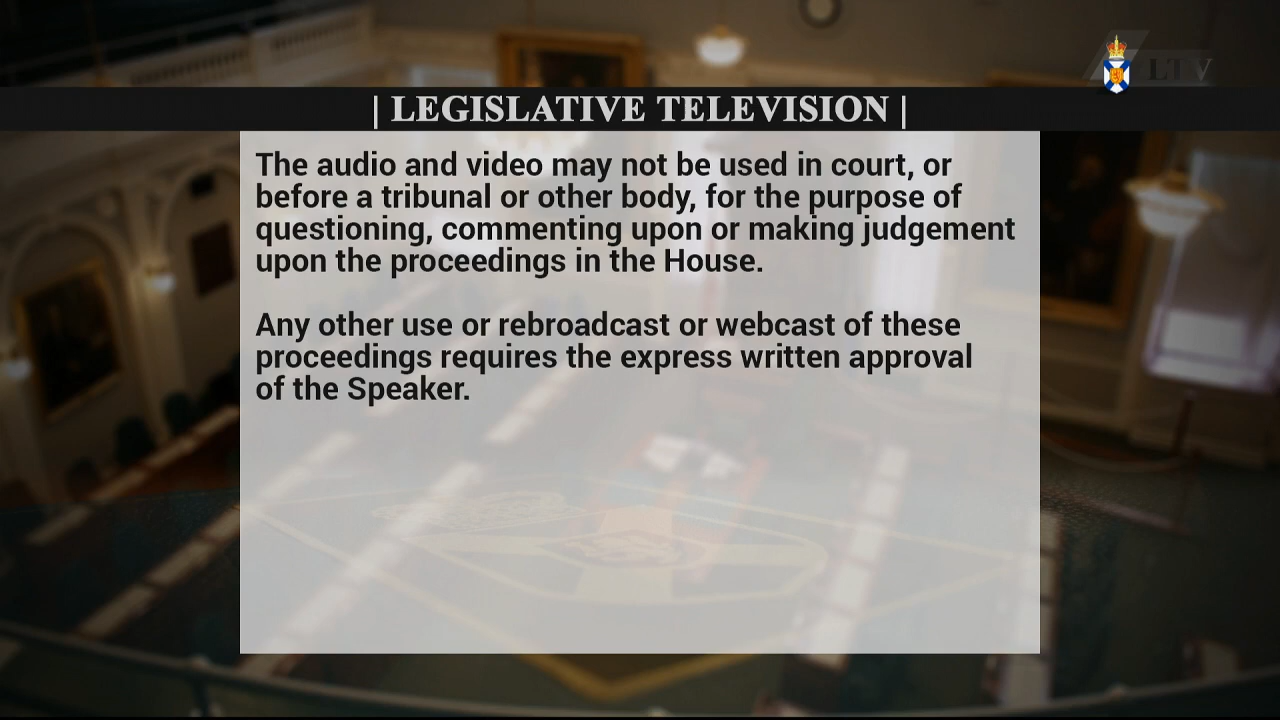 LTV
| LEGISLATIVE TELEVISION |
The audio and video may not be used in court, or
before a tribunal or other body, for the purpose of
questioning, commenting upon or making judgement
upon the proceedings in the House.
Any other use or rebroadcast or webcast of these
proceedings requires the express written approval
of the Speaker.